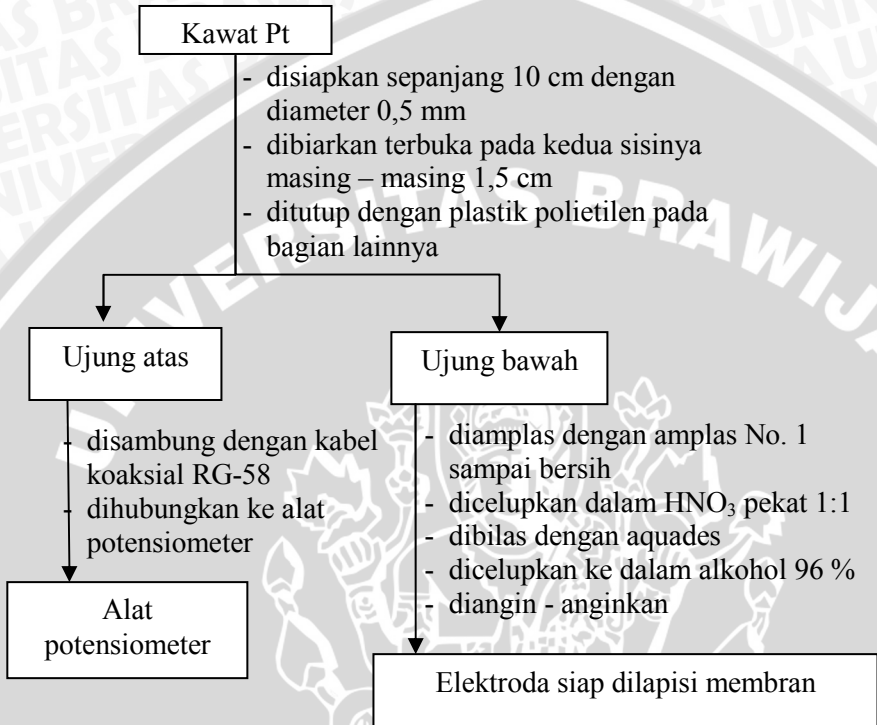 Kawat Pt
- disiapkan sepanjang 10 cm dengan
diameter 0,5 mm
- dibiarkan terbuka pada kedua sisinya
masing – masing 1,5 cm
- ditutup dengan plastik polietilen pada
bagian lainnya
UNIVERSITAS BRAWIJA
Ujung atas
- disambung dengan kabel
koaksial RG-58
- dihubungkan ke alat
potensiometer
Alat
potensiometer
Ujung bawah
- diamplas dengan amplas No. 1
sampai bersih
- dicelupkan dalam HNO₃ pekat 1:1
- dibilas dengan aquades
- dicelupkan ke dalam alkohol 96 %
- diangin - anginkan
Elektroda siap dilapisi membran